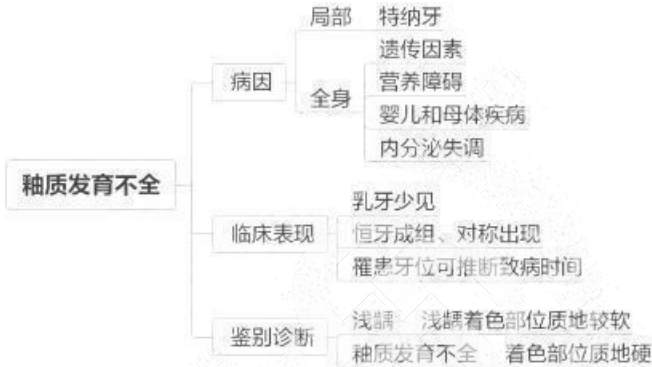 釉质发育不全
病因
局部 特纳牙
全身
遗传因素
营养障碍
婴儿和母体疾病
内分泌失调
临床表现
乳牙少见
恒牙成组、对称出现
罹患牙位可推断致病时间
鉴别诊断
浅龋 浅龋着色部位质地较软
釉质发育不全 着色部位质地硬